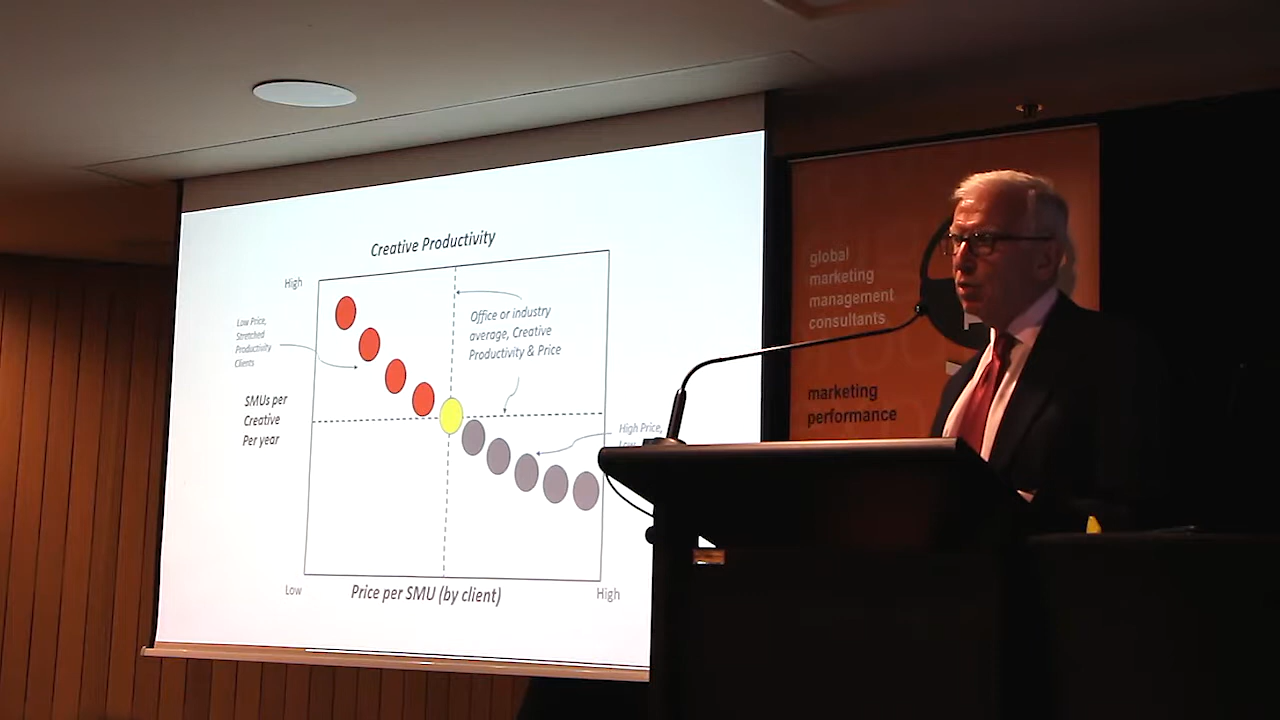 Creative Productivity
High
Low Price,
Stretched
Productivity
Clients
Office or industry
average, Creative
Productivity & Price
SMUs per
Creative
Per year
High Price,
Low
Low
Price per SMU (by client)
High
global
marketing
management
consultants
marketing
performance